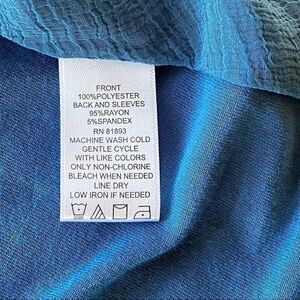 FRONT
100%POLYESTER
BACK AND SLEEVES
95%RAYON
5%SPANDEX
RN 81893
MACHINE WASH COLD
GENTLE CYCLE
WITH LIKE COLORS
ONLY NON-CHLORINE
BLEACH WHEN NEEDED
LINE DRY
LOW IRON IF NEEDED